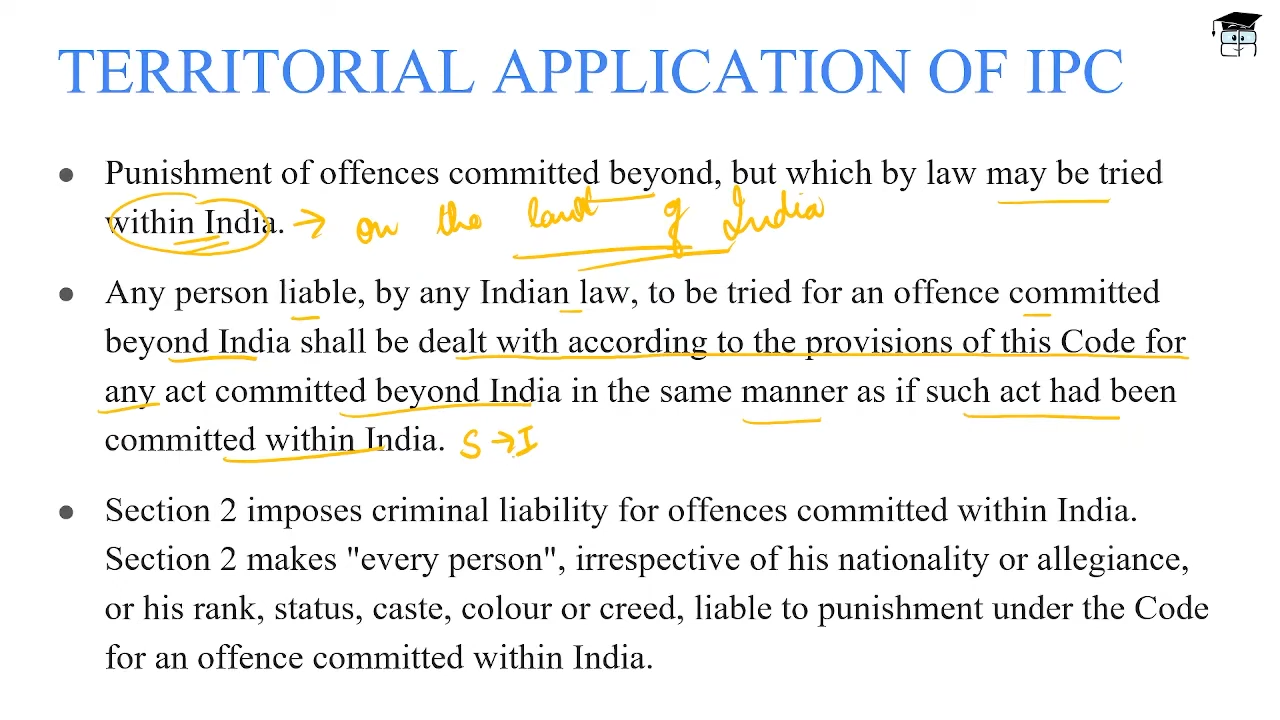 TERRITORIAL APPLICATION OF IPC
● Punishment of offences committed beyond, but which by law may be tried
within India. → on the land of India
● Any person liable, by any Indian law, to be tried for an offence committed
beyond India shall be dealt with according to the provisions of this Code for
any act committed beyond India in the same manner as if such act had been
committed within India. S → I
● Section 2 imposes criminal liability for offences committed within India.
Section 2 makes "every person", irrespective of his nationality or allegiance,
or his rank, status, caste, colour or creed, liable to punishment under the Code
for an offence committed within India.